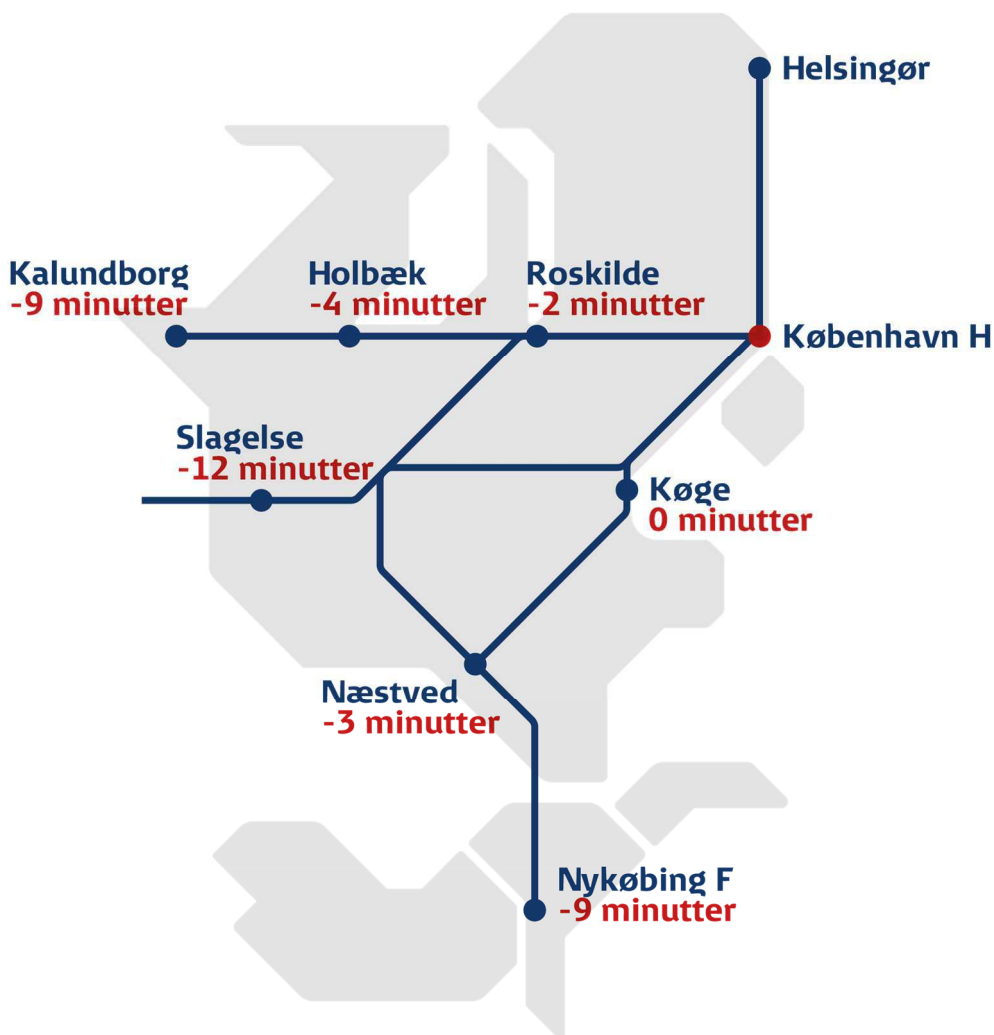 Helsingør
Kalundborg
-9 minutter
Holbæk
-4 minutter
Roskilde
-2 minutter
København H
Slagelse
-12 minutter
Køge
0 minutter
Næstved
-3 minutter
Nykøbing F
-9 minutter